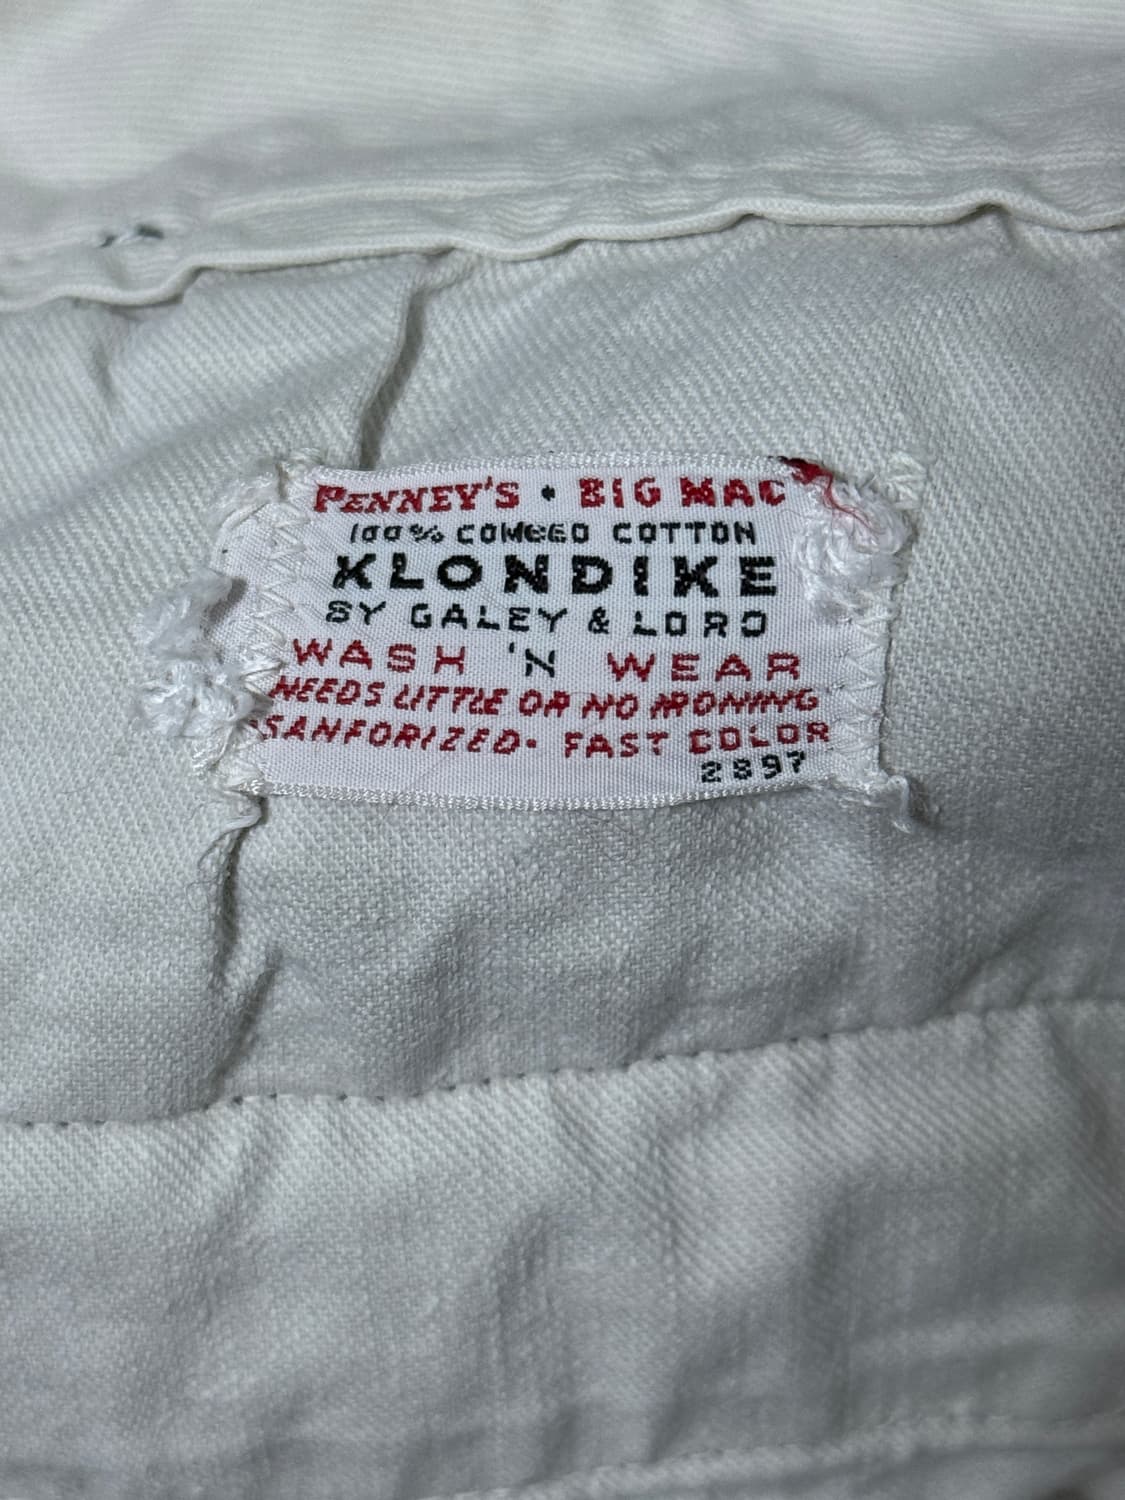 PENNEY'S • BIG MAC
100% COMBED COTTON
KLONDIKE
BY GALEY & LORD
WASH 'N WEAR
NEEDS LITTLE OR NO IRONING
SANFORIZED • FAST COLOR
2897